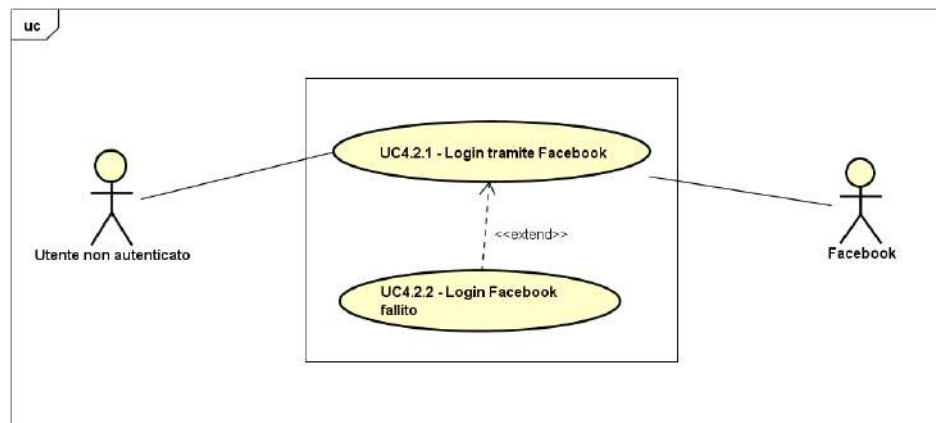 uc
UC4.2.1 - Login tramite Facebook
<<extend>>
Utente non autenticato
Facebook
UC4.2.2 - Login Facebook
fallito